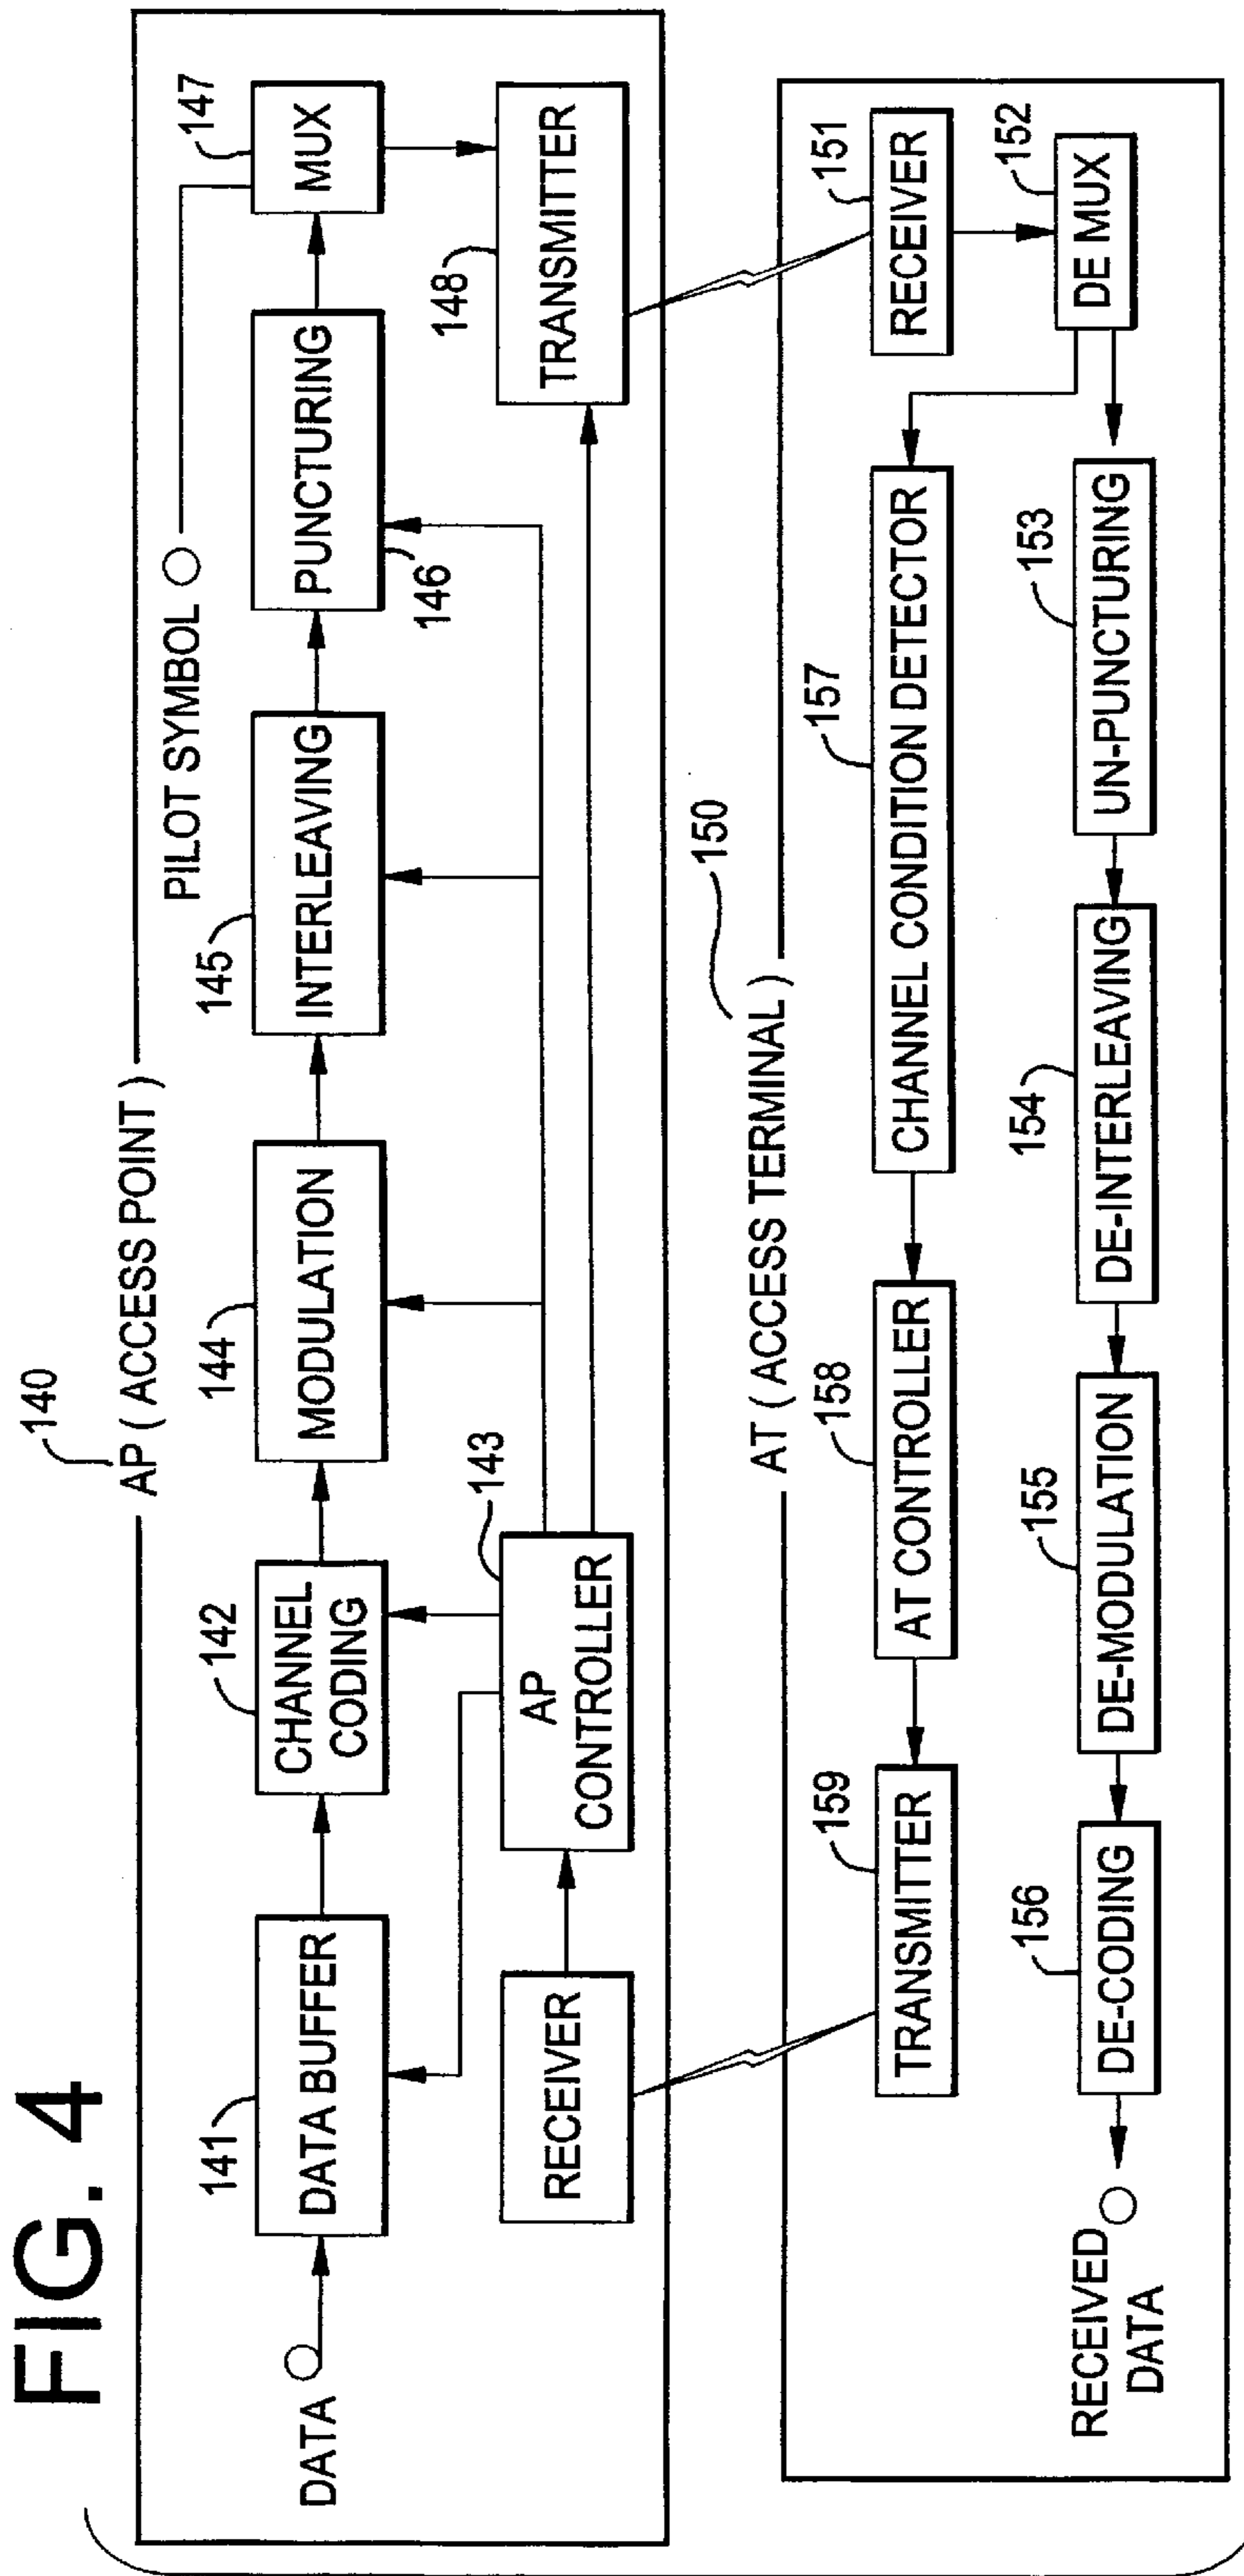 FIG. 4
140
AP ( ACCESS POINT )
PILOT SYMBOL
DATA
141
DATA BUFFER
142
CHANNEL
CODING
144
MODULATION
145
INTERLEAVING
146
PUNCTURING
147
MUX
RECEIVER
143
AP
CONTROLLER
148
TRANSMITTER
150
AT ( ACCESS TERMINAL )
159
TRANSMITTER
158
AT CONTROLLER
157
CHANNEL CONDITION DETECTOR
151
RECEIVER
152
DE MUX
RECEIVED
DATA
156
DE-CODING
155
DE-MODULATION
154
DE-INTERLEAVING
153
UN-PUNCTURING